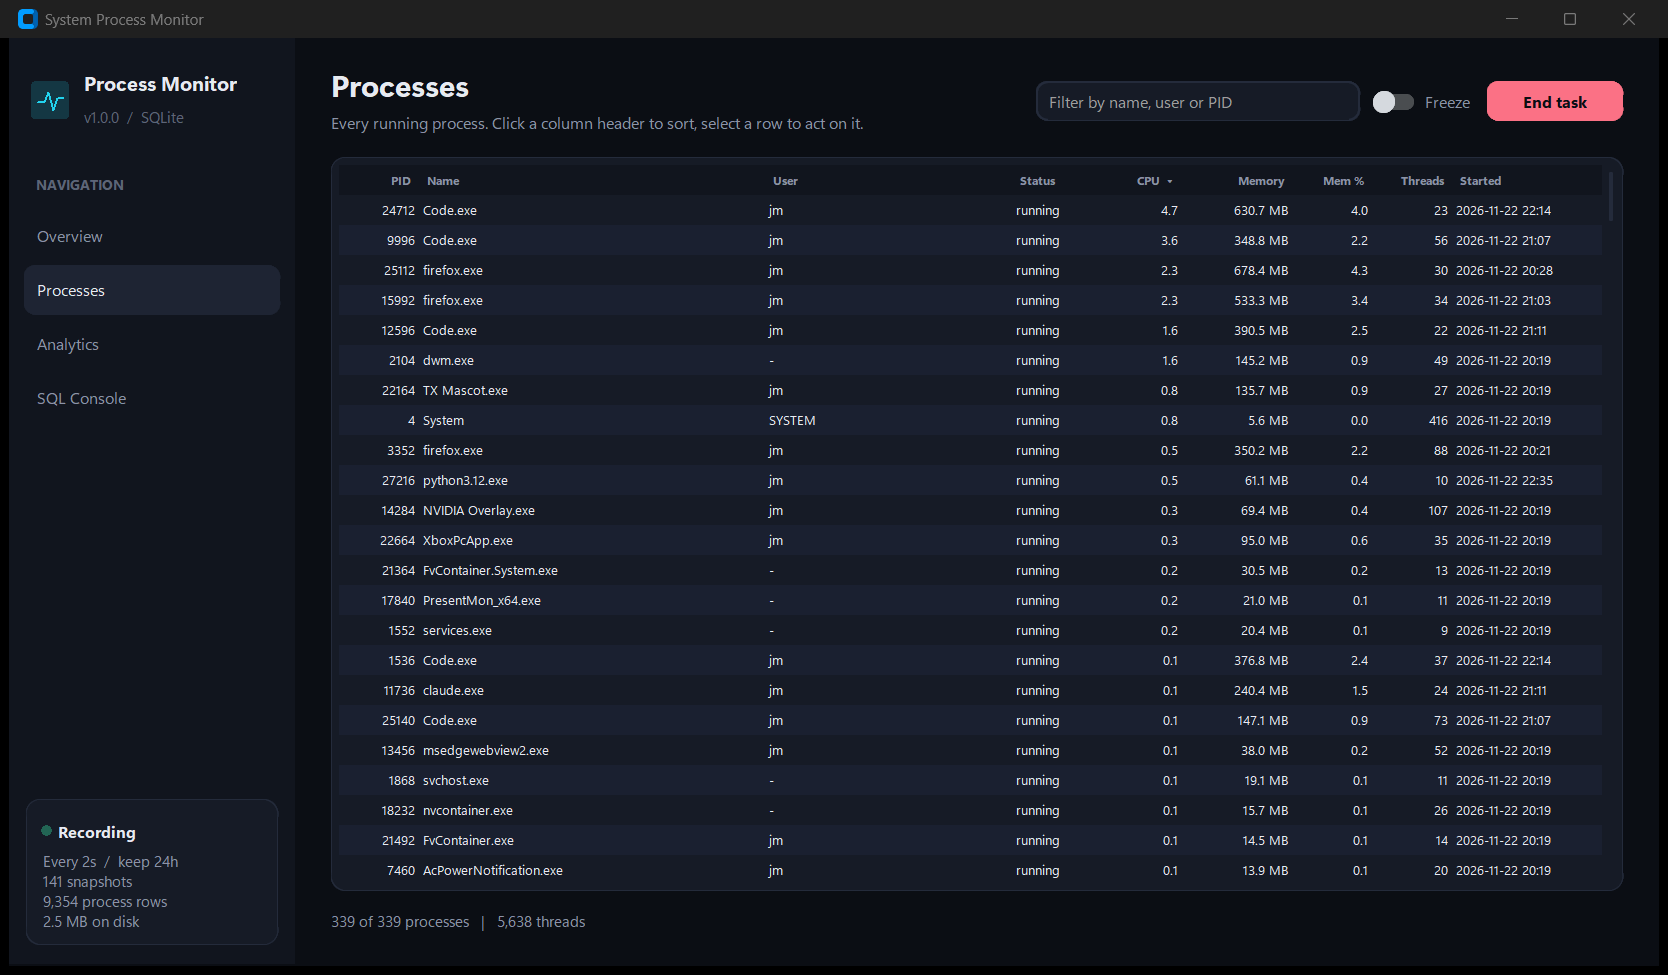 System Process Monitor
Process Monitor
v1.0.0 / SQLite
NAVIGATION
Overview
Processes
Analytics
SQL Console
Recording
Every 2s / keep 24h
141 snapshots
9,354 process rows
2.5 MB on disk
Processes
Every running process. Click a column header to sort, select a row to act on it.
Filter by name, user or PID
Freeze
End task
PID Name User Status CPU Memory Mem % Threads Started
24712 Code.exe jm running 4.7 630.7 MB 4.0 23 2026-11-22 22:14
9996 Code.exe jm running 3.6 348.8 MB 2.2 56 2026-11-22 21:07
25112 firefox.exe jm running 2.3 678.4 MB 4.3 30 2026-11-22 20:28
15992 firefox.exe jm running 2.3 533.3 MB 3.4 34 2026-11-22 21:03
12596 Code.exe jm running 1.6 390.5 MB 2.5 22 2026-11-22 21:11
2104 dwm.exe - running 1.6 145.2 MB 0.9 49 2026-11-22 20:19
22164 TX Mascot.exe jm running 0.8 135.7 MB 0.9 27 2026-11-22 20:19
4 System SYSTEM running 0.8 5.6 MB 0.0 416 2026-11-22 20:19
3352 firefox.exe jm running 0.5 350.2 MB 2.2 88 2026-11-22 20:21
27216 python3.12.exe jm running 0.5 61.1 MB 0.4 10 2026-11-22 22:35
14284 NVIDIA Overlay.exe jm running 0.3 69.4 MB 0.4 107 2026-11-22 20:19
22664 XboxPcApp.exe jm running 0.3 95.0 MB 0.6 35 2026-11-22 20:19
21364 FvContainer.System.exe - running 0.2 30.5 MB 0.2 13 2026-11-22 20:19
17840 PresentMon_x64.exe - running 0.2 21.0 MB 0.1 11 2026-11-22 20:19
1552 services.exe - running 0.2 20.4 MB 0.1 9 2026-11-22 20:19
1536 Code.exe jm running 0.1 376.8 MB 2.4 37 2026-11-22 22:14
11736 claude.exe jm running 0.1 240.4 MB 1.5 24 2026-11-22 21:11
25140 Code.exe jm running 0.1 147.1 MB 0.9 73 2026-11-22 21:07
13456 msedgewebview2.exe jm running 0.1 38.0 MB 0.2 52 2026-11-22 20:19
1868 svchost.exe - running 0.1 19.1 MB 0.1 11 2026-11-22 20:19
18232 nvcontainer.exe - running 0.1 15.7 MB 0.1 26 2026-11-22 20:19
21492 FvContainer.exe jm running 0.1 14.5 MB 0.1 14 2026-11-22 20:19
7460 AcPowerNotification.exe jm running 0.1 13.9 MB 0.1 20 2026-11-22 20:19
339 of 339 processes | 5,638 threads